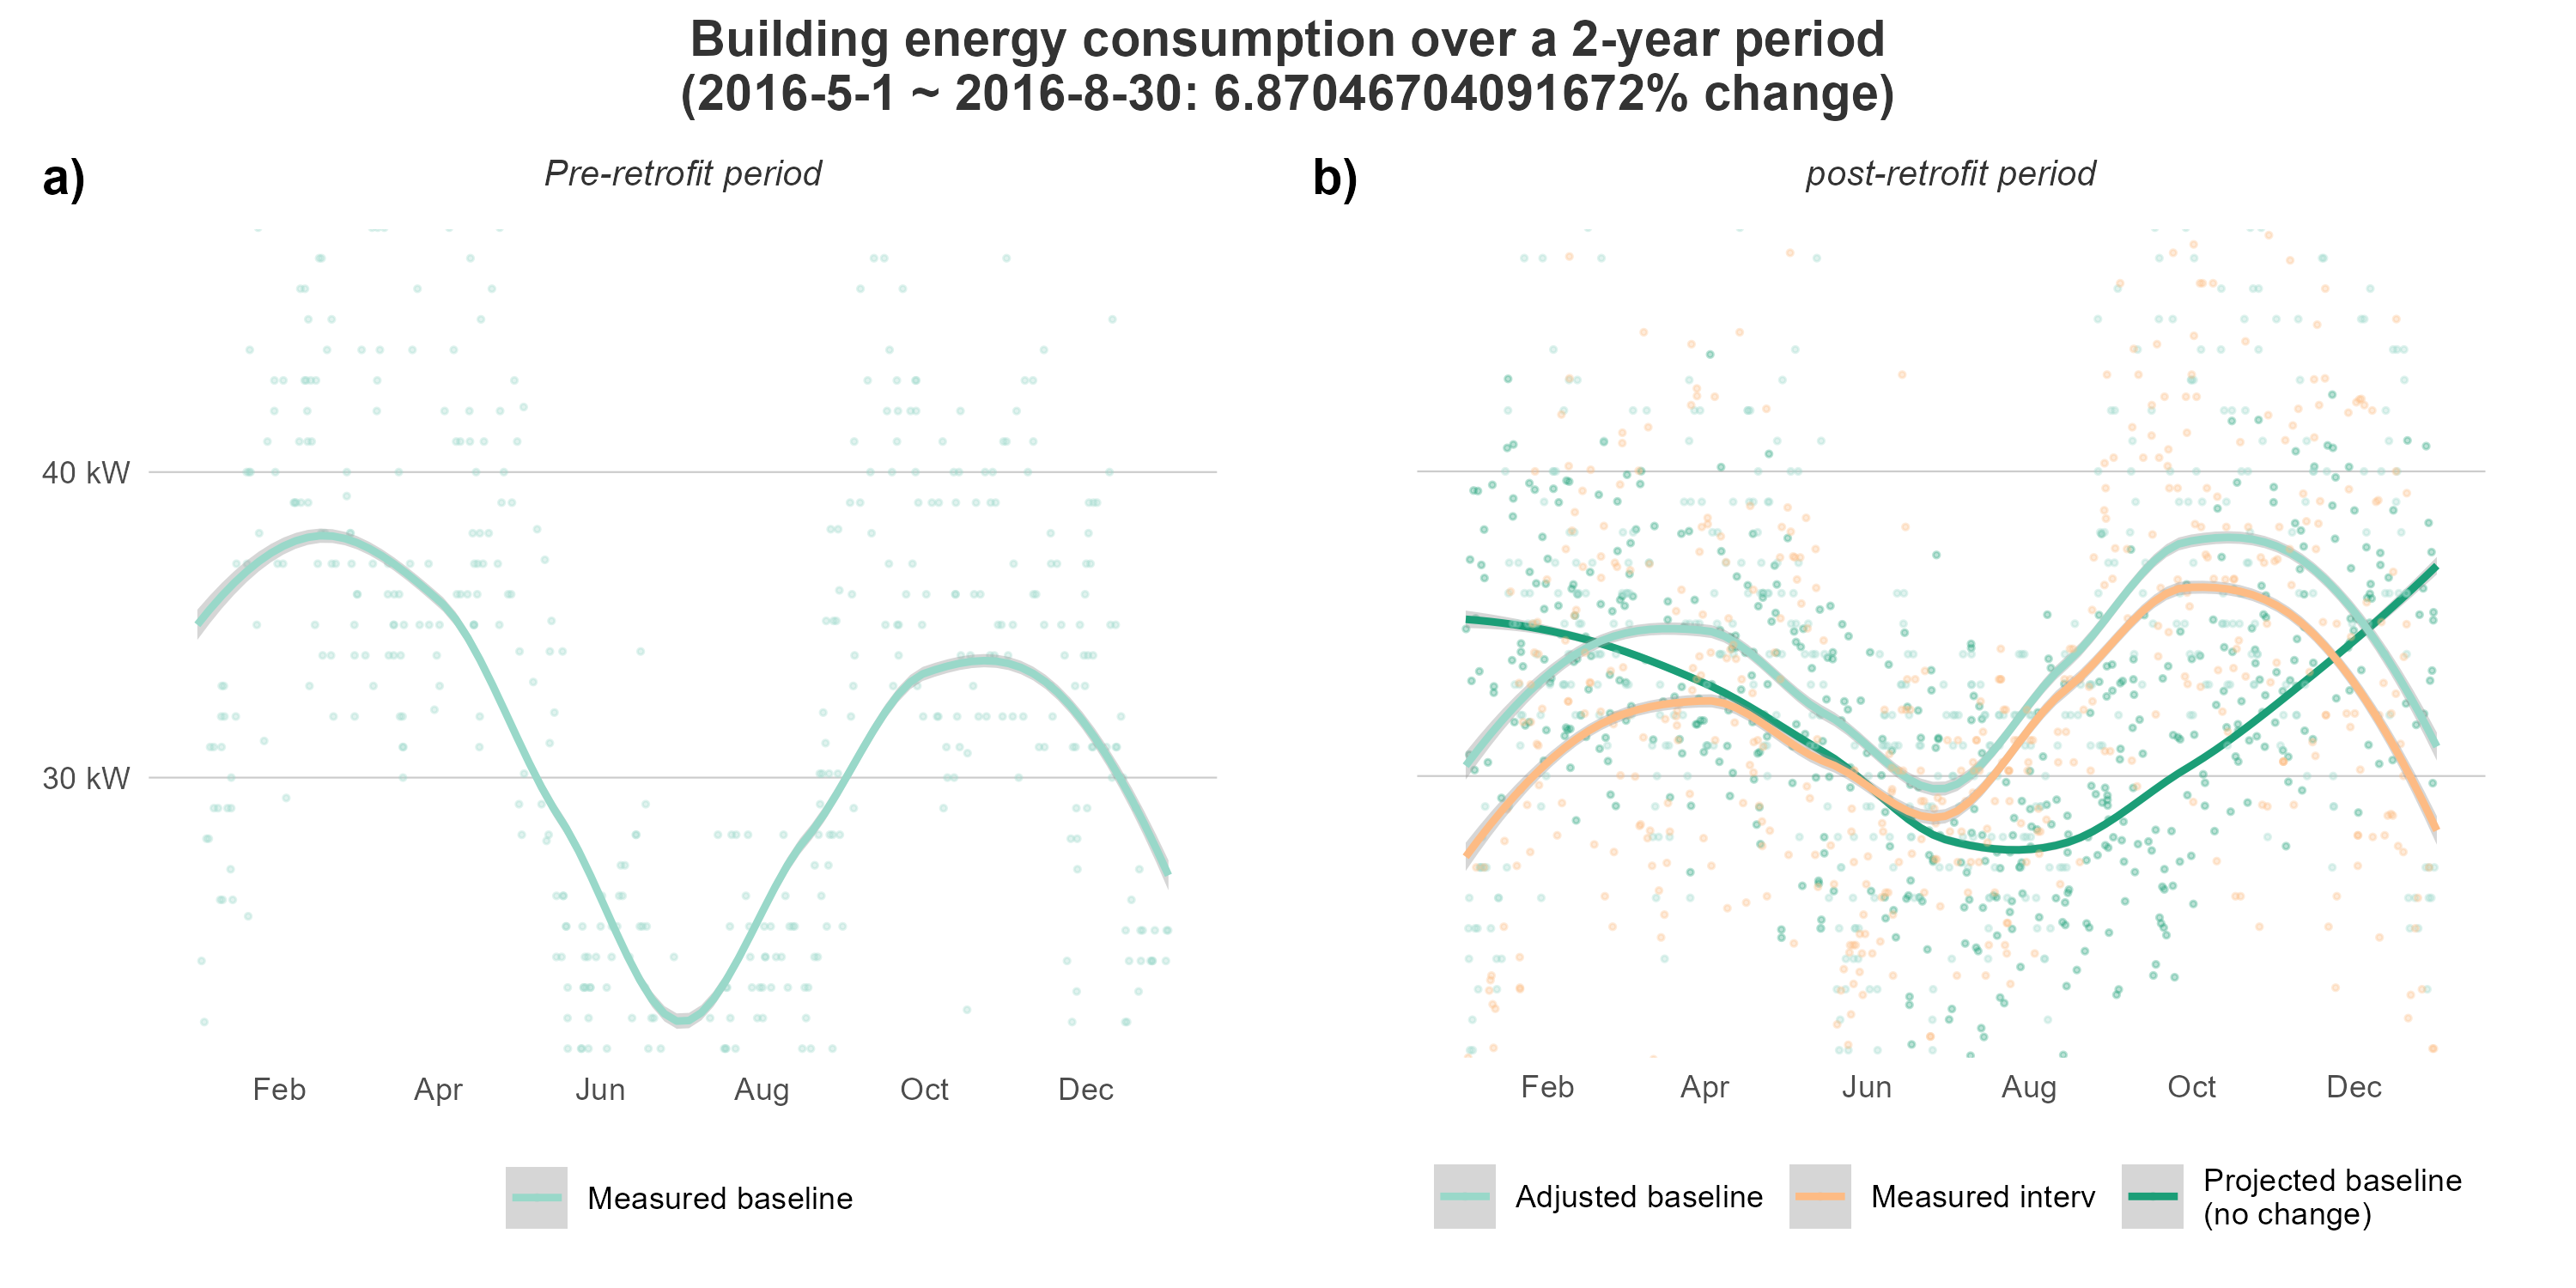 Building energy consumption over a 2-year period
(2016-5-1 ~ 2016-8-30: 6.87046704091672% change)
a)
Pre-retrofit period
40 kW
30 kW
Feb Apr Jun Aug Oct Dec
Measured baseline
b)
post-retrofit period
Feb Apr Jun Aug Oct Dec
Adjusted baseline
Measured interv
Projected baseline
(no change)